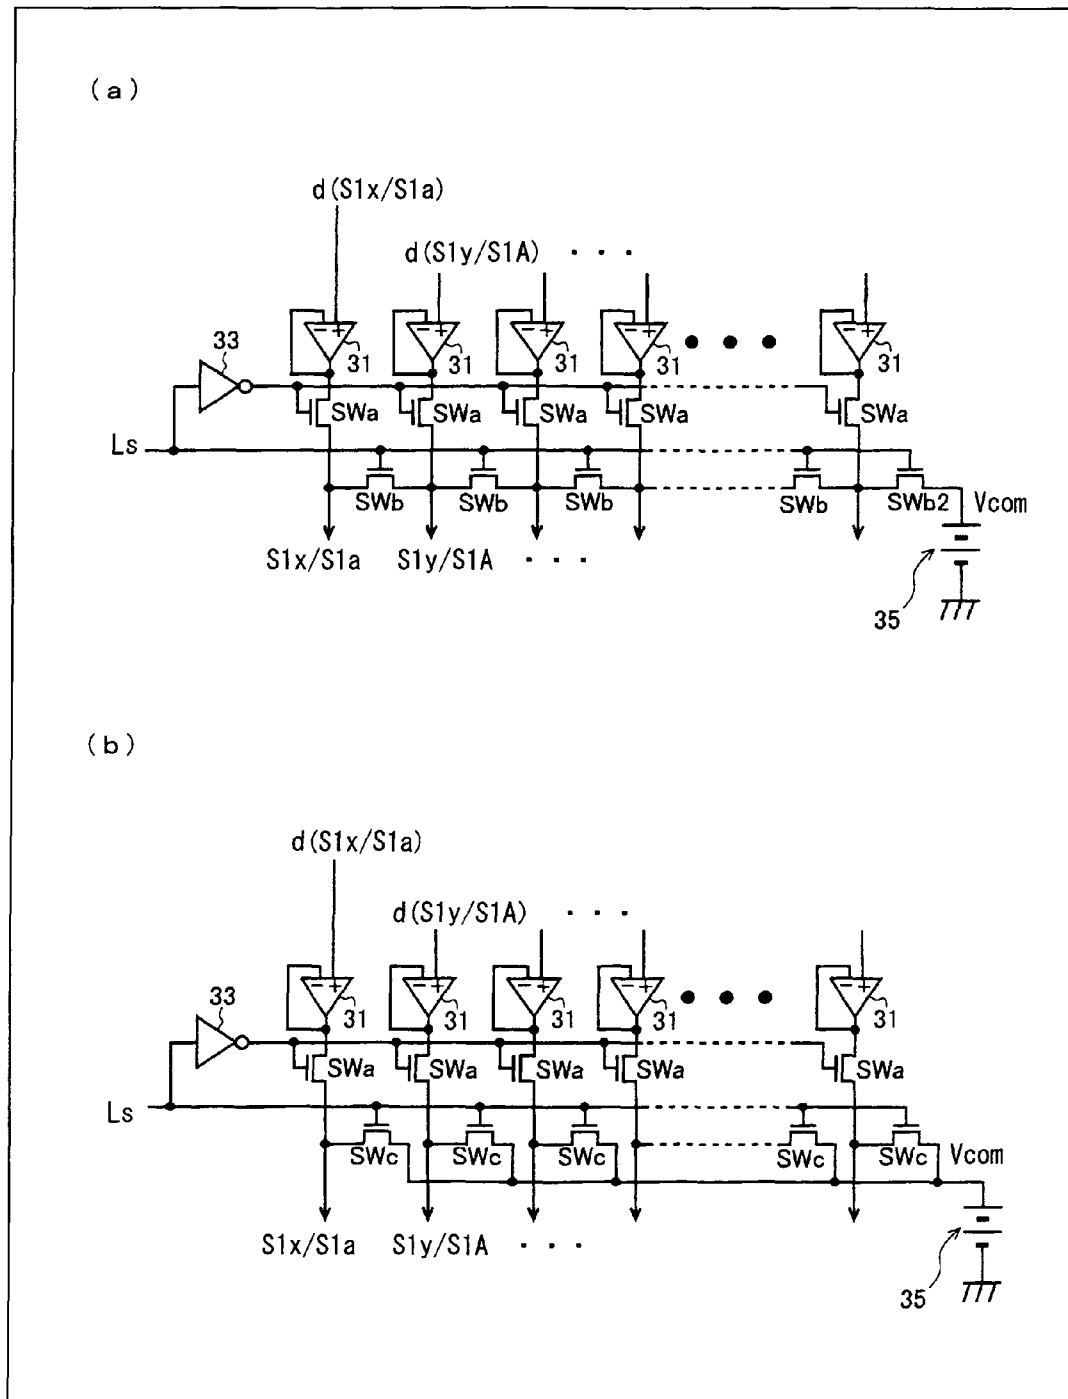 (a)
d(S1x/S1a)
d(S1y/S1A) ・・・
33
31 31 31 31 ●●● 31
SWa SWa SWa SWa SWa
Ls
SWb SWb SWb SWb SWb2 Vcom
S1x/S1a S1y/S1A ・・・
35
(b)
d(S1x/S1a)
d(S1y/S1A) ・・・
33
31 31 31 31 ●●● 31
SWa SWa SWa SWa SWa
Ls
SWc SWc SWc SWc SWc Vcom
S1x/S1a S1y/S1A ・・・
35